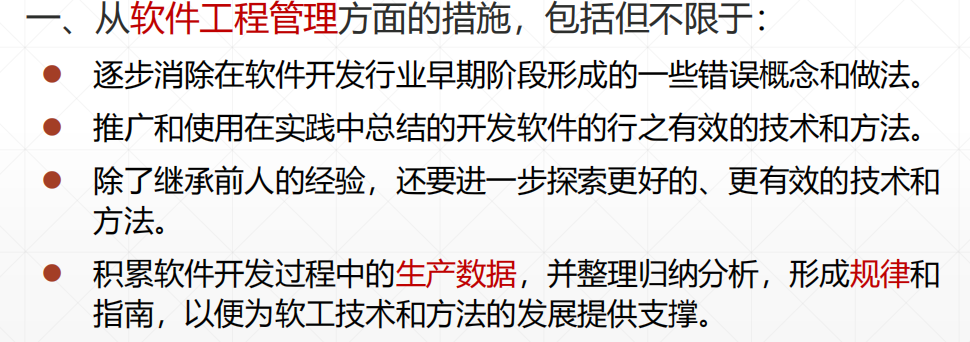 一、从软件工程管理方面的措施，包括但不限于：
● 逐步消除在软件开发行业早期阶段形成的一些错误概念和做法。
● 推广和使用在实践中总结的开发软件的行之有效的技术和方法。
● 除了继承前人的经验，还要进一步探索更好的、更有效的技术和
方法。
● 积累软件开发过程中的生产数据，并整理归纳分析，形成规律和
指南，以便为软工技术和方法的发展提供支撑。